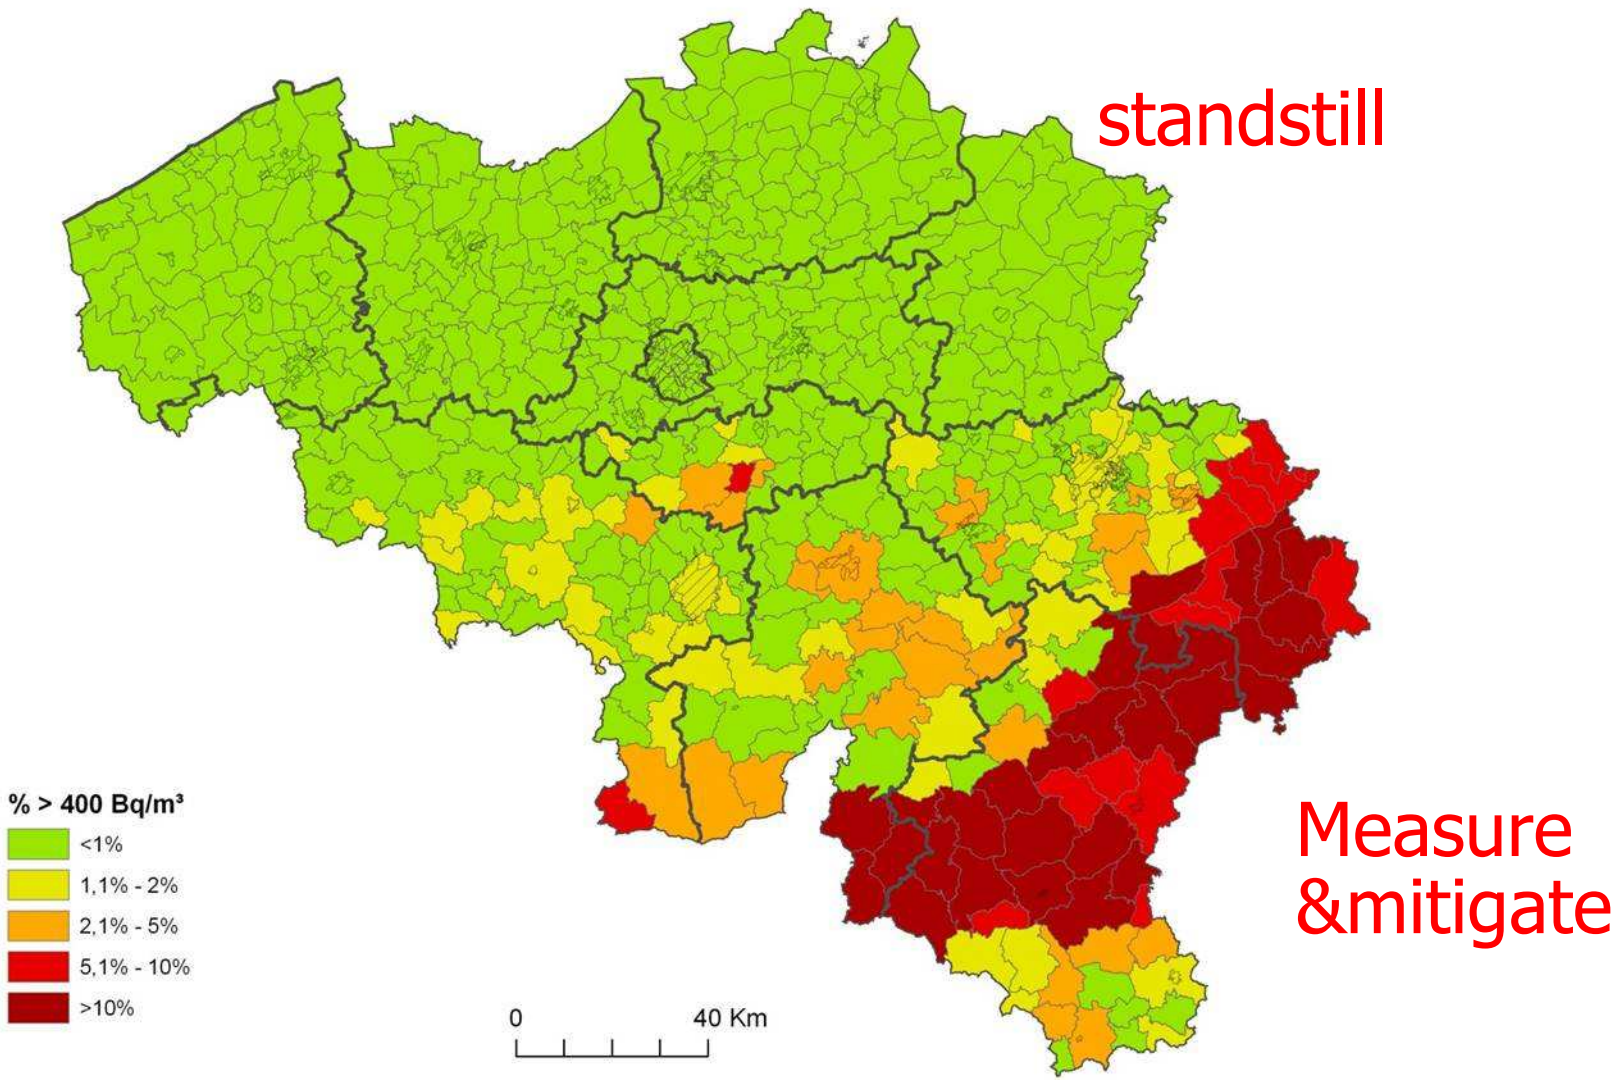 standstill
Measure
&mitigate
% > 400 Bq/m³
<1%
1,1% - 2%
2,1% - 5%
5,1% - 10%
>10%
0 40 Km